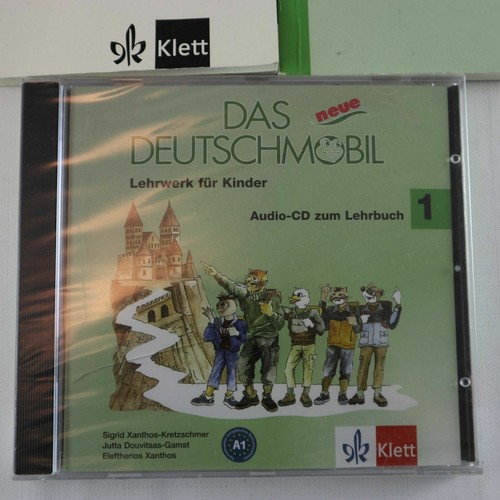 Klett
DAS neue
DEUTSCHMOBIL
Lehrwerk für Kinder
Audio-CD zum Lehrbuch 1
Sigrid Xanthos-Kretzschmer
Jutta Douvitsas-Gamst
Eleftherios Xanthos
A1
Klett